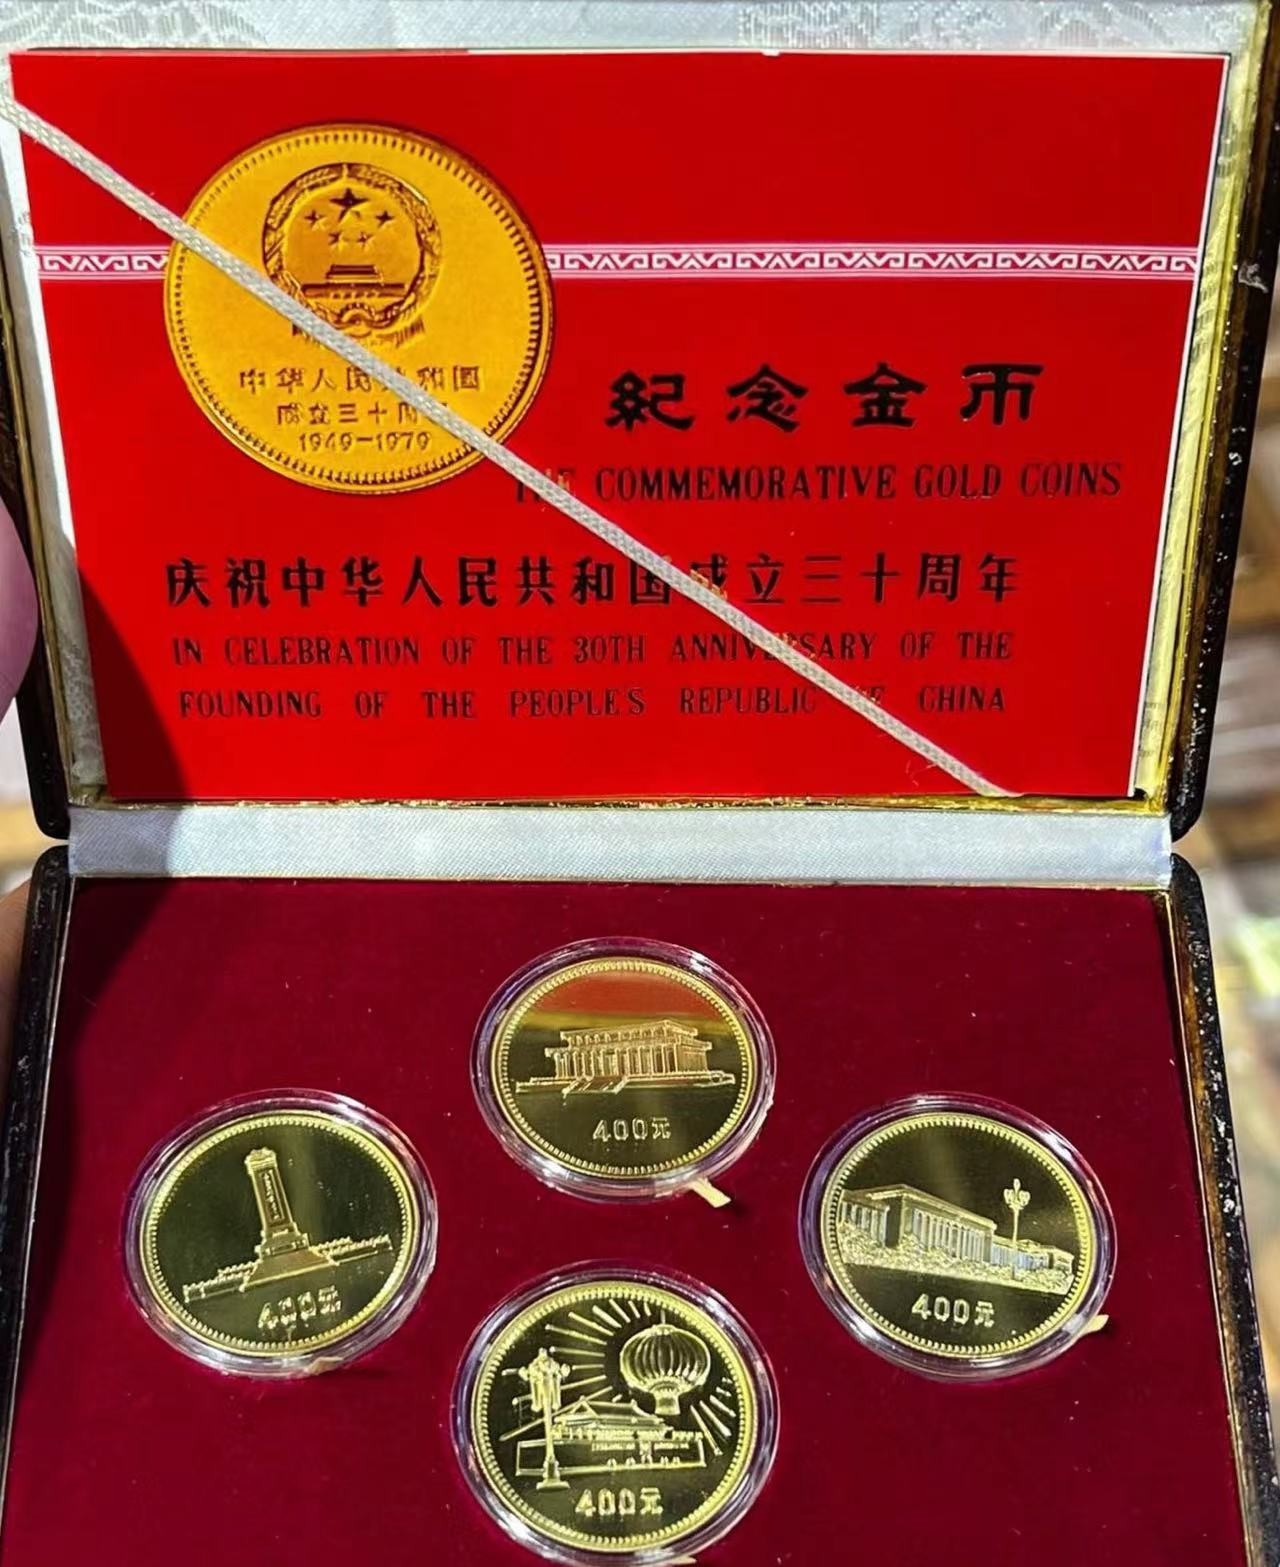 中华人民共和国
成立三十周
1949-1979
紀念金币
THE COMMEMORATIVE GOLD COINS
庆祝中华人民共和国成立三十周年
IN CELEBRATION OF THE 30TH ANNIVERSARY OF THE
FOUNDING OF THE PEOPLE'S REPUBLIC OF CHINA
400元
400元
400元
400元